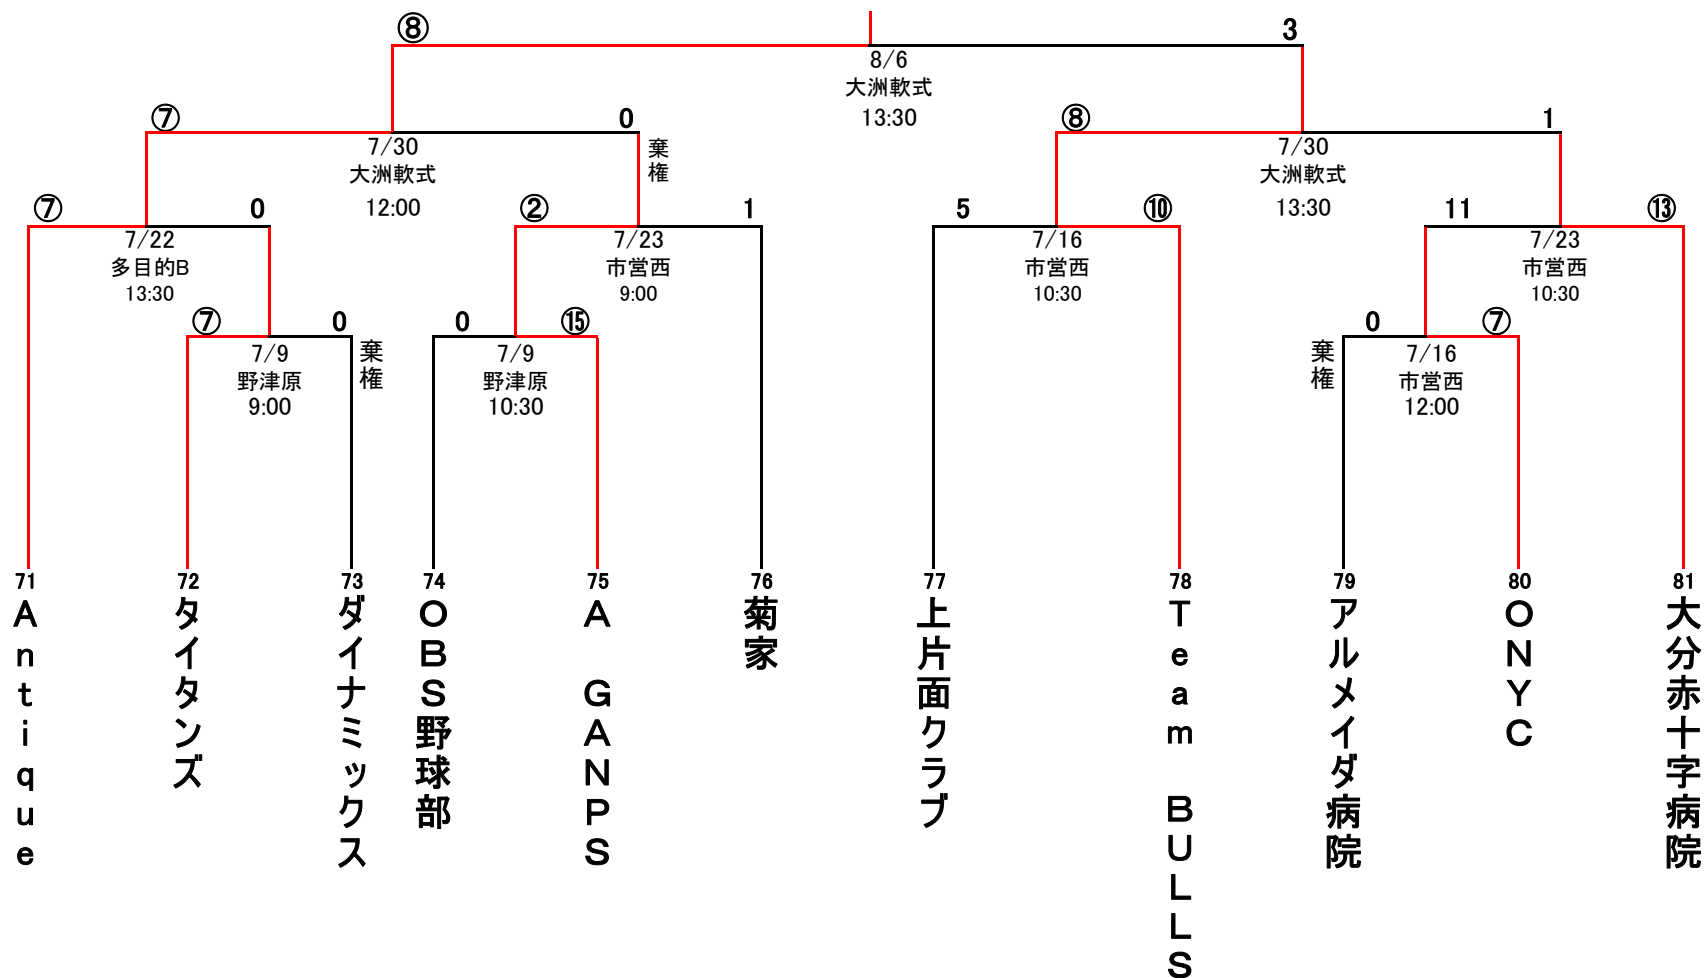 ⑧ 3
8/6
大洲軟式
13:30
⑦ 0 ⑧ 1
7/30 棄権 7/30
大洲軟式 大洲軟式
12:00 13:30
⑦ 0 ② 1 5 ⑩ 11 ⑬
7/22 7/23 7/16 7/23
多目的B 市営西 市営西 市営西
13:30 9:00 10:30 10:30
⑦ 0 0 ⑮ 0 ⑦
7/9 棄権 7/9 棄権 7/16
野津原 野津原 市営西
9:00 10:30 12:00
71 72 73 74 75 76 77 78 79 80 81
Antique
タイタンズ
ダイナミックス
OBS野球部
A GANPS
菊家
上片面クラブ
Team BULLS
アルメイダ病院
ONYC
大分赤十字病院